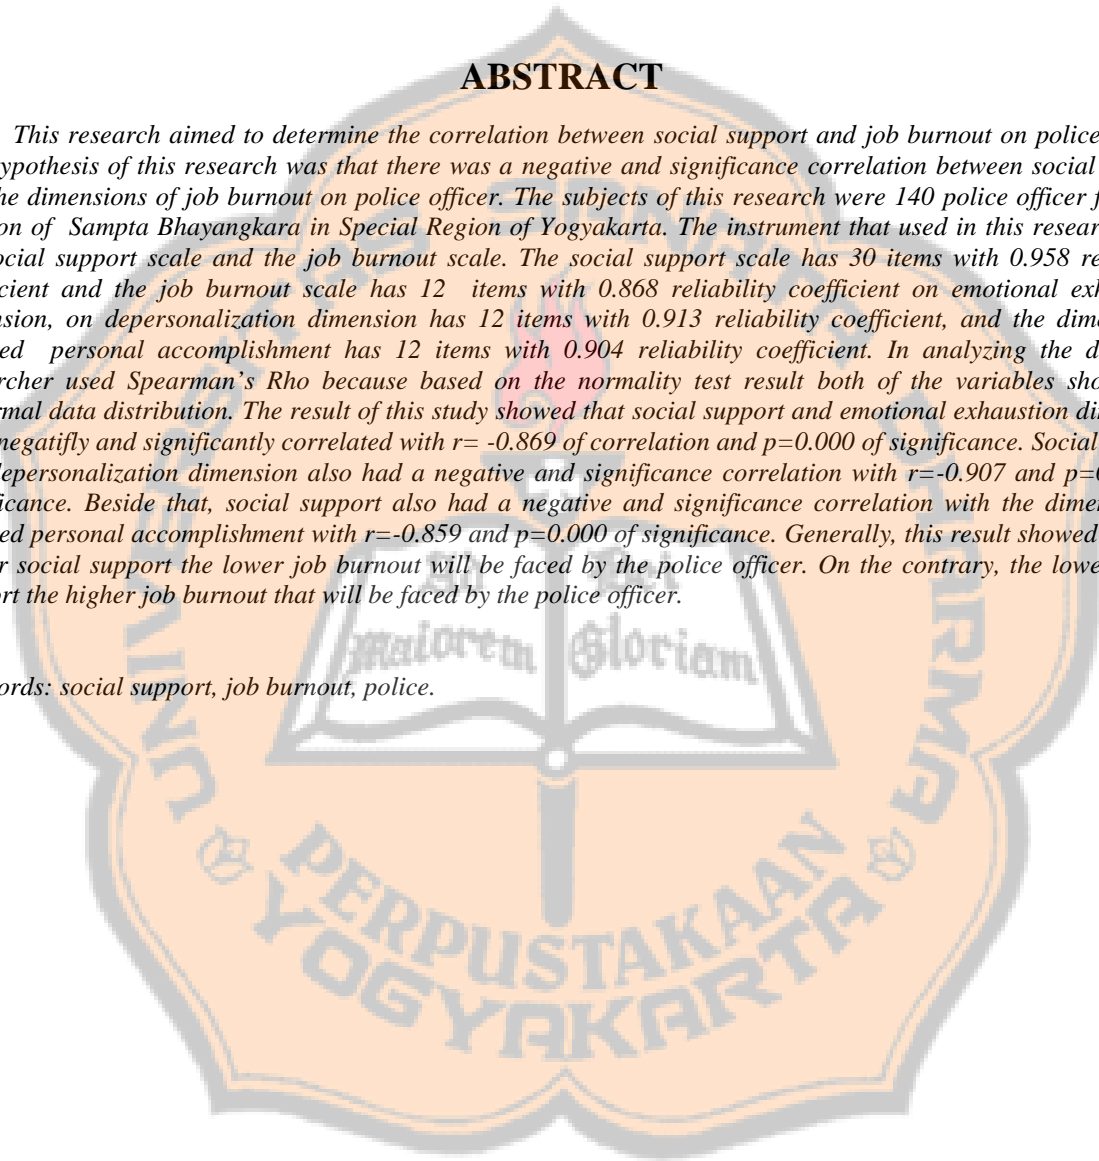 ABSTRACT
This research aimed to determine the correlation between social support and job burnout on police
ypothesis of this research was that there was a negative and significance correlation between social
he dimensions of job burnout on police officer. The subjects of this research were 140 police officer f
on of Sampta Bhayangkara in Special Region of Yogyakarta. The instrument that used in this resear
ocial support scale and the job burnout scale. The social support scale has 30 items with 0.958 re
cient and the job burnout scale has 12 items with 0.868 reliability coefficient on emotional exh
nsion, on depersonalization dimension has 12 items with 0.913 reliability coefficient, and the dime
ed personal accomplishment has 12 items with 0.904 reliability coefficient. In analyzing the d
rcher used Spearman's Rho because based on the normality test result both of the variables sho
rmal data distribution. The result of this study showed that social support and emotional exhaustion di
negatifly and significantly correlated with r= -0.869 of correlation and p=0.000 of significance. Social
depersonalization dimension also had a negative and significance correlation with r=-0.907 and p=0
icance. Beside that, social support also had a negative and significance correlation with the dime
ed personal accomplishment with r=-0.859 and p=0.000 of significance. Generally, this result showed
r social support the lower job burnout will be faced by the police officer. On the contrary, the lowe
rt the higher job burnout that will be faced by the police officer.
ords: social support, job burnout, police.
UNIVERSITAS SANATA DHARMA
Ad
maiorem Gloriam
PERPUSTAKAAN
YOGYAKARTA